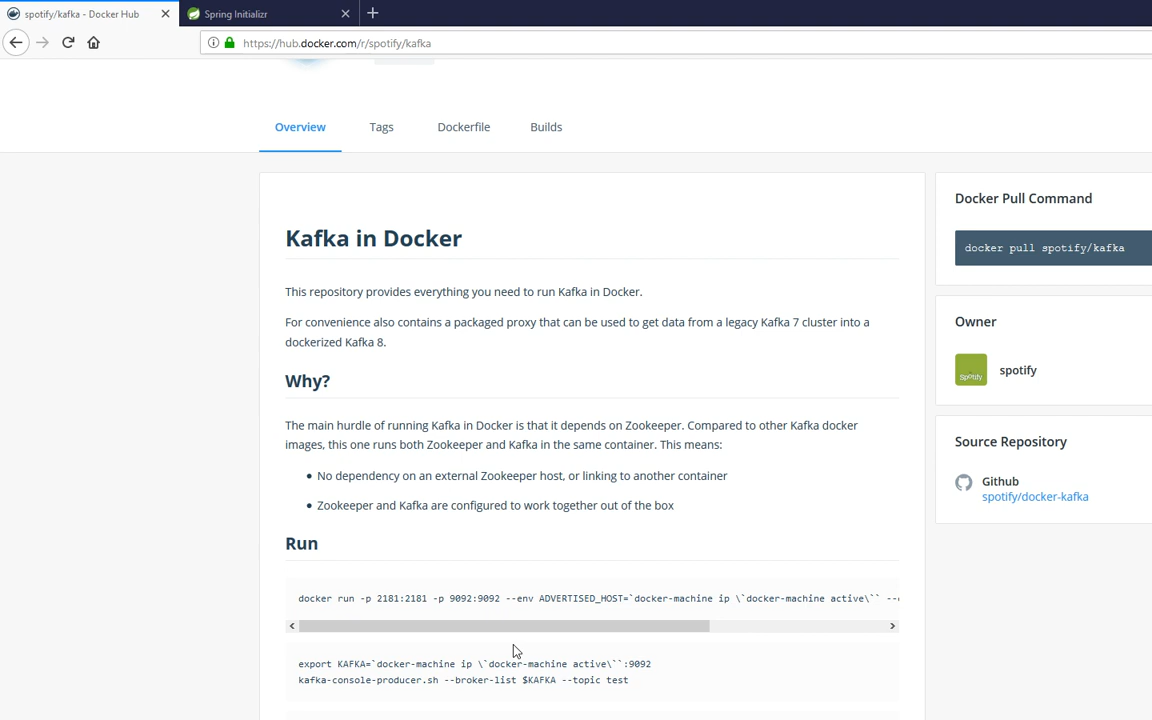 spotify/kafka - Docker Hub
Spring Initializr
https://hub.docker.com/r/spotify/kafka
Overview
Tags
Dockerfile
Builds
Kafka in Docker
This repository provides everything you need to run Kafka in Docker.
For convenience also contains a packaged proxy that can be used to get data from a legacy Kafka 7 cluster into a
dockerized Kafka 8.
Why?
The main hurdle of running Kafka in Docker is that it depends on Zookeeper. Compared to other Kafka docker
images, this one runs both Zookeeper and Kafka in the same container. This means:
• No dependency on an external Zookeeper host, or linking to another container
• Zookeeper and Kafka are configured to work together out of the box
Run
docker run -p 2181:2181 -p 9092:9092 --env ADVERTISED_HOST=`docker-machine ip \`docker-machine active\`` --
export KAFKA=`docker-machine ip \`docker-machine active\``:9092
kafka-console-producer.sh --broker-list $KAFKA --topic test
Docker Pull Command
docker pull spotify/kafka
Owner
Spotify
spotify
Source Repository
Github
spotify/docker-kafka